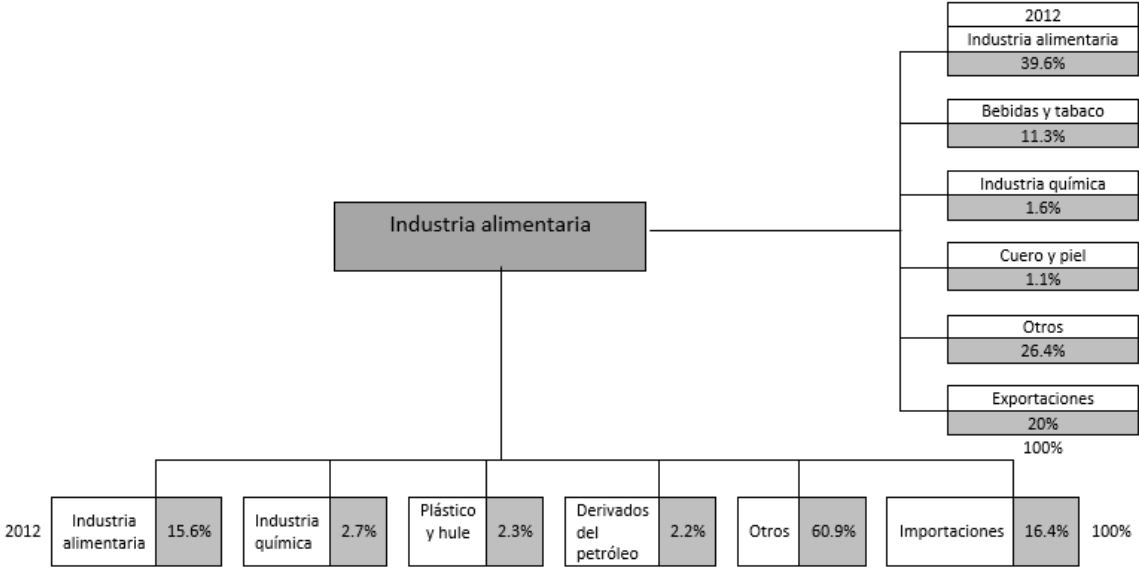 2012
Industria alimentaria
39.6%
Bebidas y tabaco
11.3%
Industria química
1.6%
Industria alimentaria
Cuero y piel
1.1%
Otros
26.4%
Exportaciones
20%
100%
2012
Industria
alimentaria
15.6%
Industria
química
2.7%
Plástico
y hule
2.3%
Derivados
del
petróleo
2.2%
Otros
60.9%
Importaciones
16.4%
100%